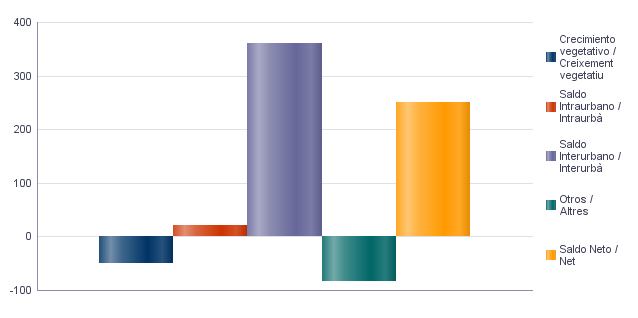 400
300
200
100
0
-100
Crecimiento
vegetativo /
Creixement
vegetatiu
Saldo
Intraurbano /
Intraurbà
Saldo
Interurbano /
Interurbà
Otros /
Altres
Saldo Neto /
Net